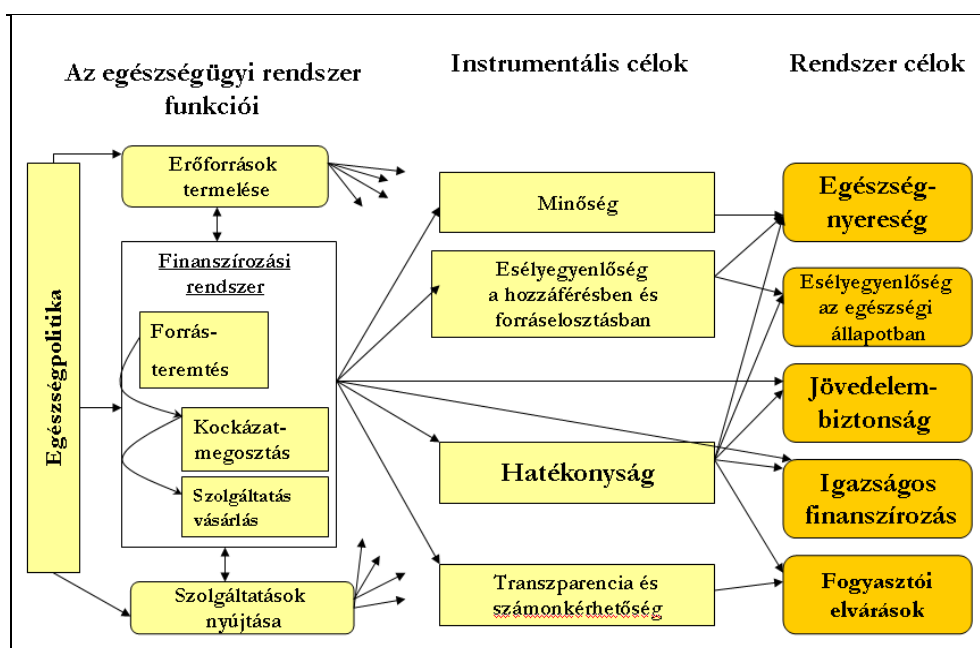 Az egészségügyi rendszer
funkciói
Instrumentális célok
Rendszer célok
Egészségpolitika
Erőforrások
termelése
Finanszírozási
rendszer
Forrás-
teremtés
Kockázat-
megosztás
Szolgáltatás
vásárlás
Szolgáltatások
nyújtása
Minőség
Esélyegyenlőség
a hozzáférésben és
forráselosztásban
Hatékonyság
Transzparencia és
számonkérhetőség
Egészség-
nyereség
Esélyegyenlőség
az egészségi
állapotban
Jövedelem-
biztonság
Igazságos
finanszírozás
Fogyasztói
elvárások